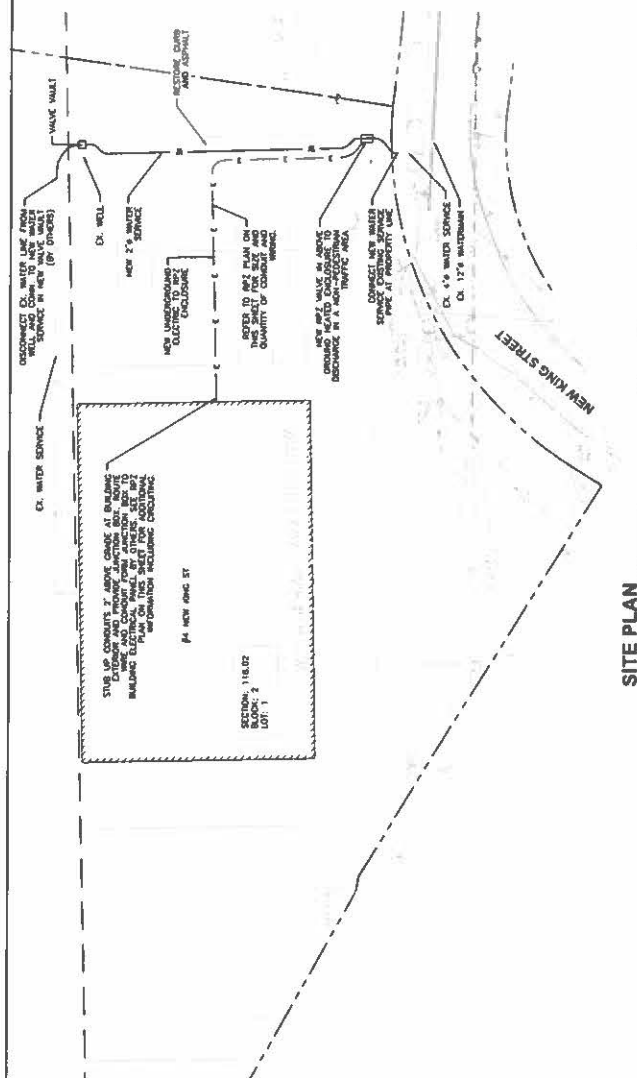 DISCONNECT EX. WATER LINE FROM
WELL AND CONN. TO NEW WATER
SERVICE IN NEW VALVE VAULT
(BY OTHERS)
VALVE VAULT
EX. WATER SERVICE
EX. WELL
NEW 2"ø WATER
SERVICE
RESTORE CURB
AND ASPHALT
NEW UNDERGROUND
ELECTRIC TO RPZ
ENCLOSURE
REFER TO RPZ PLAN ON
THIS SHEET FOR SIZE AND
QUANTITY OF CONDUIT AND
WIRING.
NEW RPZ VALVE IN ABOVE
GROUND HEATED ENCLOSURE TO
DISCHARGE IN A NON-PEDESTRIAN
TRAFFIC AREA
CONNECT NEW WATER
SERVICE EXISTING SERVICE
PIPE AT PROPERTY LINE
EX. WATER SERVICE
EX. 12"ø WATERMAIN
NEW KING STREET
STUB UP CONDUITS 2" ABOVE GRADE AT BUILDING
EXTERIOR AND PROVIDE JUNCTION BOX. ROUTE
WIRE AND CONDUIT FORM JUNCTION BOX TO
BUILDING ELECTRICAL PANEL BY OTHERS. SEE RPZ
PLAN ON THIS SHEET FOR ADDITIONAL
INFORMATION INCLUDING CIRCUITING.
#4 NEW KING ST
SECTION: 118.02
BLOCK: 2
LOT: 1
SITE PLAN